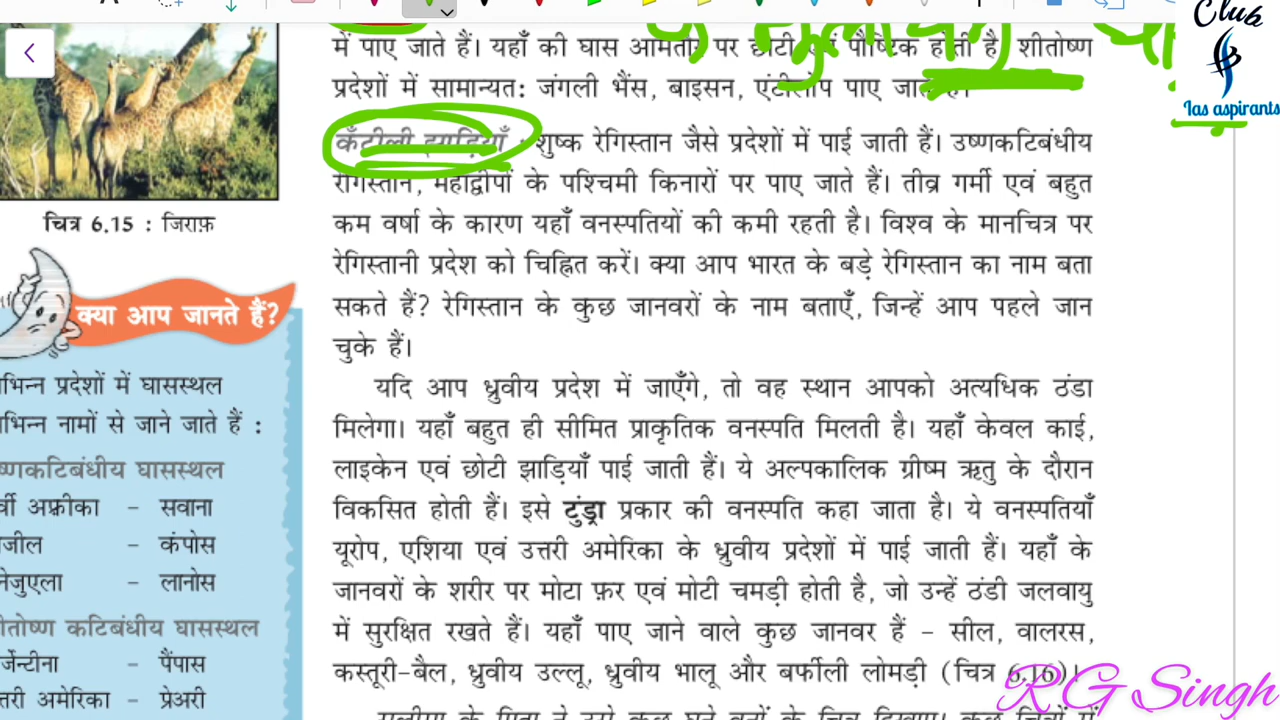 Club
Ias aspirants
में पाए जाते हैं। यहाँ की घास आमतौर पर छोटी एवं पौष्टिक होती है। शीतोष्ण
प्रदेशों में सामान्यत: जंगली भैंस, बाइसन, एंटीलोप पाए जाते हैं।
कँटीली झाड़ियाँ : शुष्क रेगिस्तान जैसे प्रदेशों में पाई जाती हैं। उष्णकटिबंधीय
रेगिस्तान, महाद्वीपों के पश्चिमी किनारों पर पाए जाते हैं। तीव्र गर्मी एवं बहुत
कम वर्षा के कारण यहाँ वनस्पतियों की कमी रहती है। विश्व के मानचित्र पर
रेगिस्तानी प्रदेश को चिह्नित करें। क्या आप भारत के बड़े रेगिस्तान का नाम बता
सकते हैं? रेगिस्तान के कुछ जानवरों के नाम बताएँ, जिन्हें आप पहले जान
चुके हैं।
यदि आप ध्रुवीय प्रदेश में जाएँगे, तो वह स्थान आपको अत्यधिक ठंडा
मिलेगा। यहाँ बहुत ही सीमित प्राकृतिक वनस्पति मिलती है। यहाँ केवल काई,
लाइकेन एवं छोटी झाड़ियाँ पाई जाती हैं। ये अल्पकालिक ग्रीष्म ऋतु के दौरान
विकसित होती हैं। इसे टुंड्रा प्रकार की वनस्पति कहा जाता है। ये वनस्पतियाँ
यूरोप, एशिया एवं उत्तरी अमेरिका के ध्रुवीय प्रदेशों में पाई जाती हैं। यहाँ के
जानवरों के शरीर पर मोटा फ़र एवं मोटी चमड़ी होती है, जो उन्हें ठंडी जलवायु
में सुरक्षित रखते हैं। यहाँ पाए जाने वाले कुछ जानवर हैं – सील, वालरस,
कस्तूरी-बैल, ध्रुवीय उल्लू, ध्रुवीय भालू और बर्फीली लोमड़ी (चित्र 6.16)।
चित्र 6.15 : जिराफ़
क्या आप जानते हैं?
भिन्न प्रदेशों में घासस्थल
भिन्न नामों से जाने जाते हैं :
ष्णकटिबंधीय घासस्थल
र्वी अफ़्रीका – सवाना
जील – कंपोस
नेजुएला – लानोस
ीतोष्ण कटिबंधीय घासस्थल
र्जेन्टीना – पैंपास
त्तरी अमेरिका – प्रेअरी
RG Singh